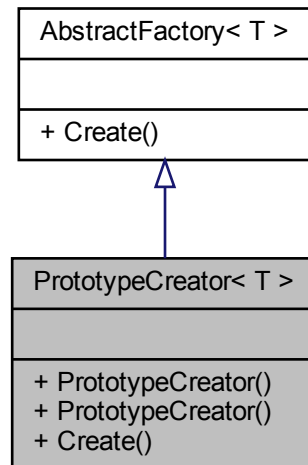 AbstractFactory< T >
+ Create()
PrototypeCreator< T >
+ PrototypeCreator()
+ PrototypeCreator()
+ Create()